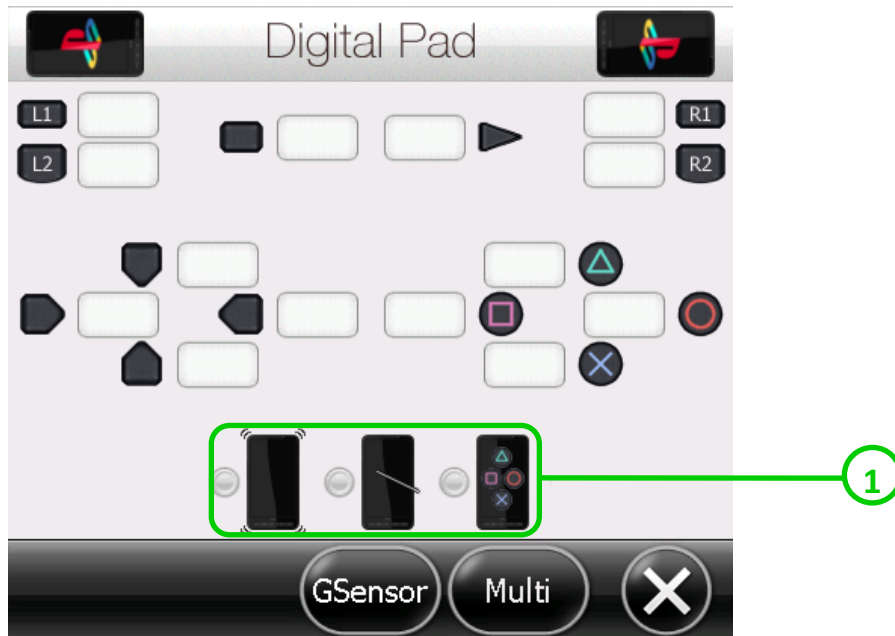 Digital Pad
L1
R1
L2
R2
1
GSensor
Multi